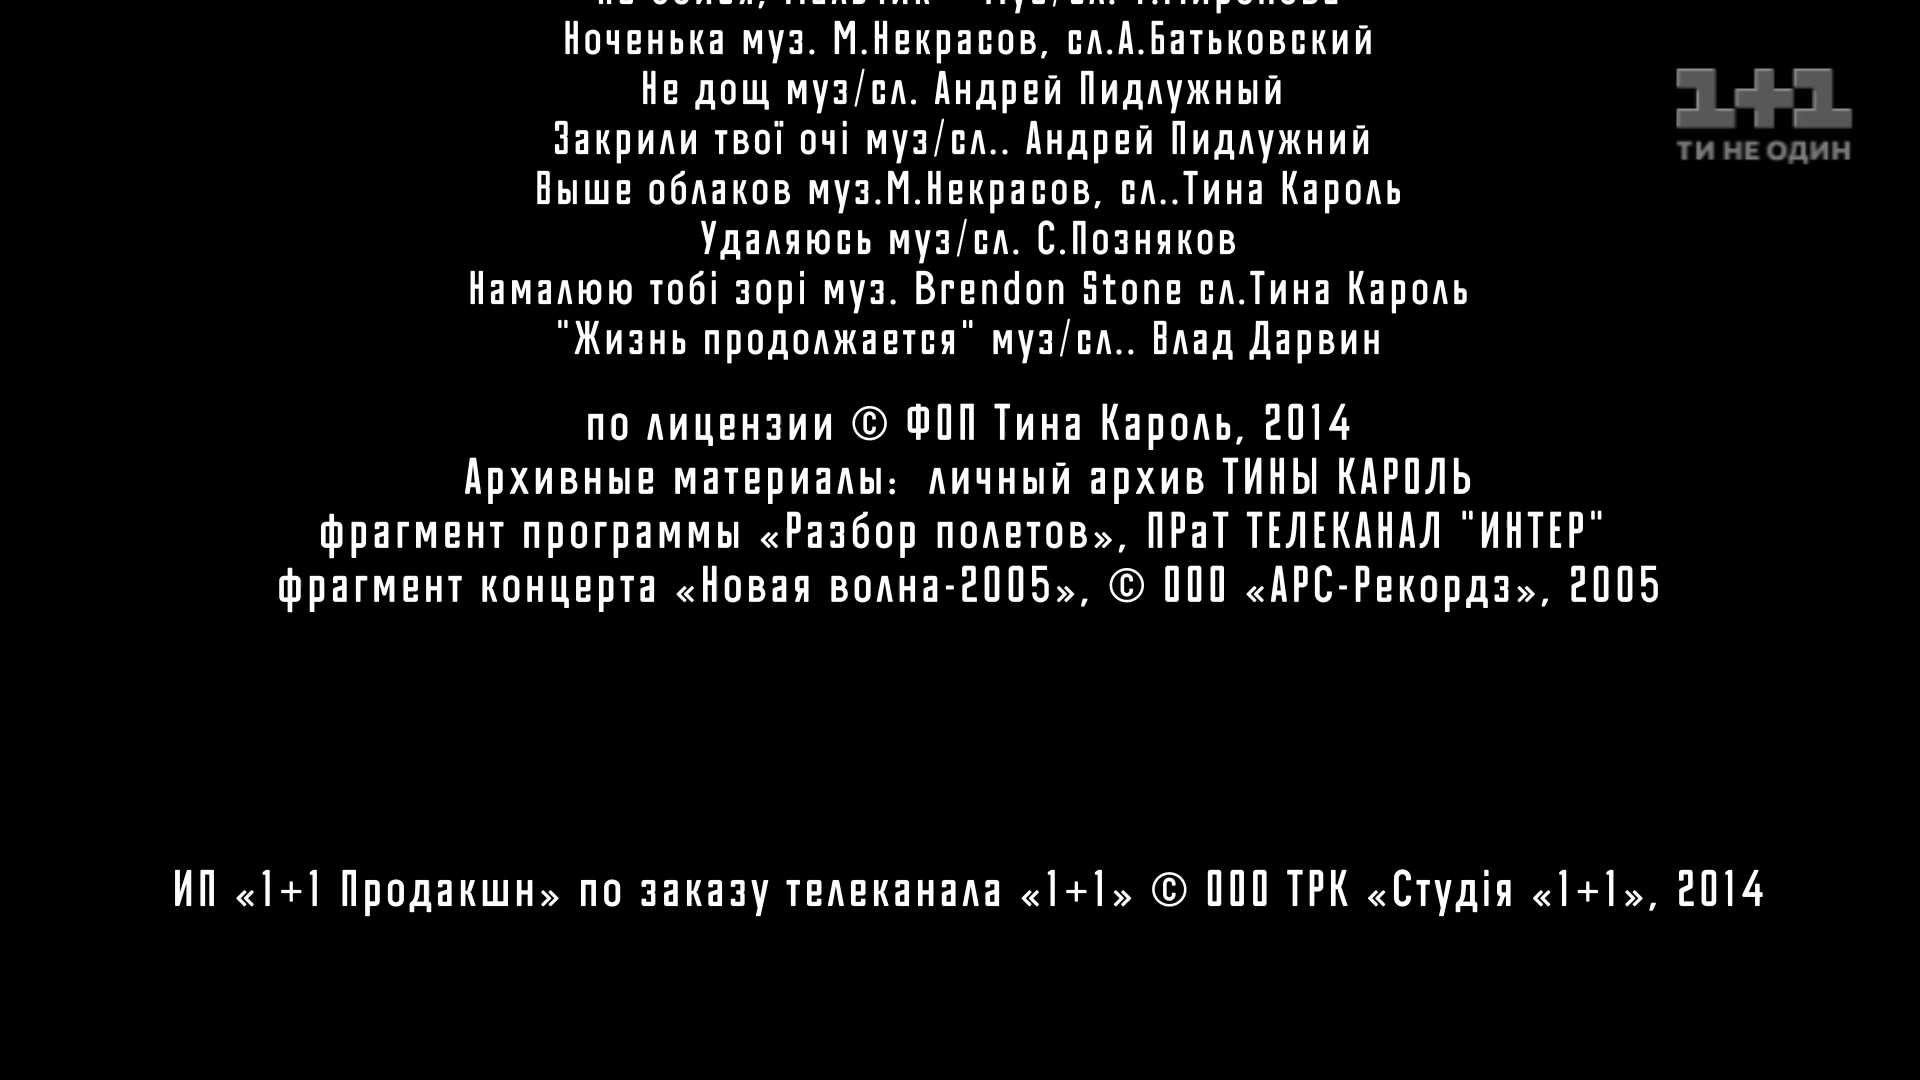 Ноченька муз. М.Некрасов, сл.А.Батьковский
Не дощ муз/сл. Андрей Пидлужный
Закрили твої очі муз/сл.. Андрей Пидлужний
Выше облаков муз.М.Некрасов, сл..Тина Кароль
Удаляюсь муз/сл. С.Позняков
Намалюю тобі зорі муз. Brendon Stone сл.Тина Кароль
"Жизнь продолжается" муз/сл.. Влад Дарвин
по лицензии © ФОП Тина Кароль, 2014
Архивные материалы: личный архив ТИНЫ КАРОЛЬ
фрагмент программы «Разбор полетов», ПРаТ ТЕЛЕКАНАЛ "ИНТЕР"
фрагмент концерта «Новая волна-2005», © ООО «АРС-Рекордз», 2005
ИП «1+1 Продакшн» по заказу телеканала «1+1» © ООО ТРК «Студія «1+1», 2014
1+1
ТИ НЕ ОДИН